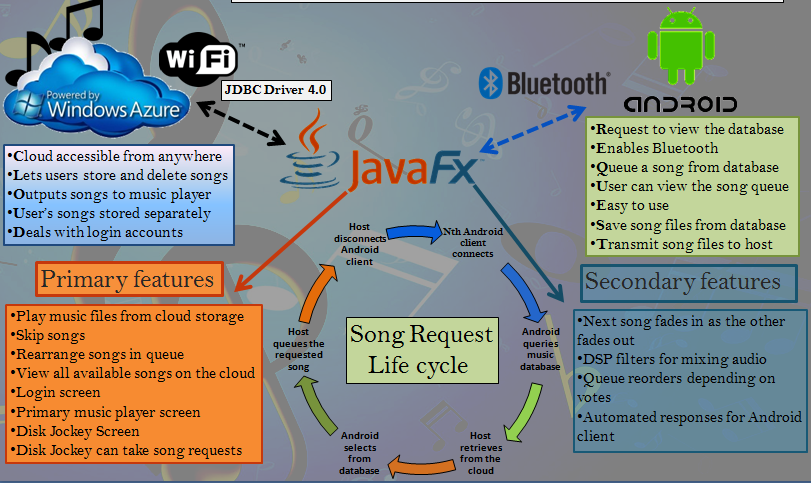 Wi Fi™
Powered by
Windows Azure
JDBC Driver 4.0
Bluetooth®
ANDROID
•Cloud accessible from anywhere
•Lets users store and delete songs
•Outputs songs to music player
•User's songs stored separately
•Deals with login accounts
JavaFx
•Request to view the database
•Enables Bluetooth
•Queue a song from database
•User can view the song queue
•Easy to use
•Save song files from database
•Transmit song files to host
Primary features
•Play music files from cloud storage
•Skip songs
•Rearrange songs in queue
•View all available songs on the cloud
•Login screen
•Primary music player screen
•Disk Jockey Screen
•Disk Jockey can take song requests
Song Request
Life cycle
Host
disconnects
Android
client
Nth Android
client
connects
Android
queries
music
database
Host
retrieves
from the
cloud
Android
selects
from
database
Host
queues the
requested
song
Secondary features
•Next song fades in as the other
fades out
•DSP filters for mixing audio
•Queue reorders depending on
votes
•Automated responses for Android
client